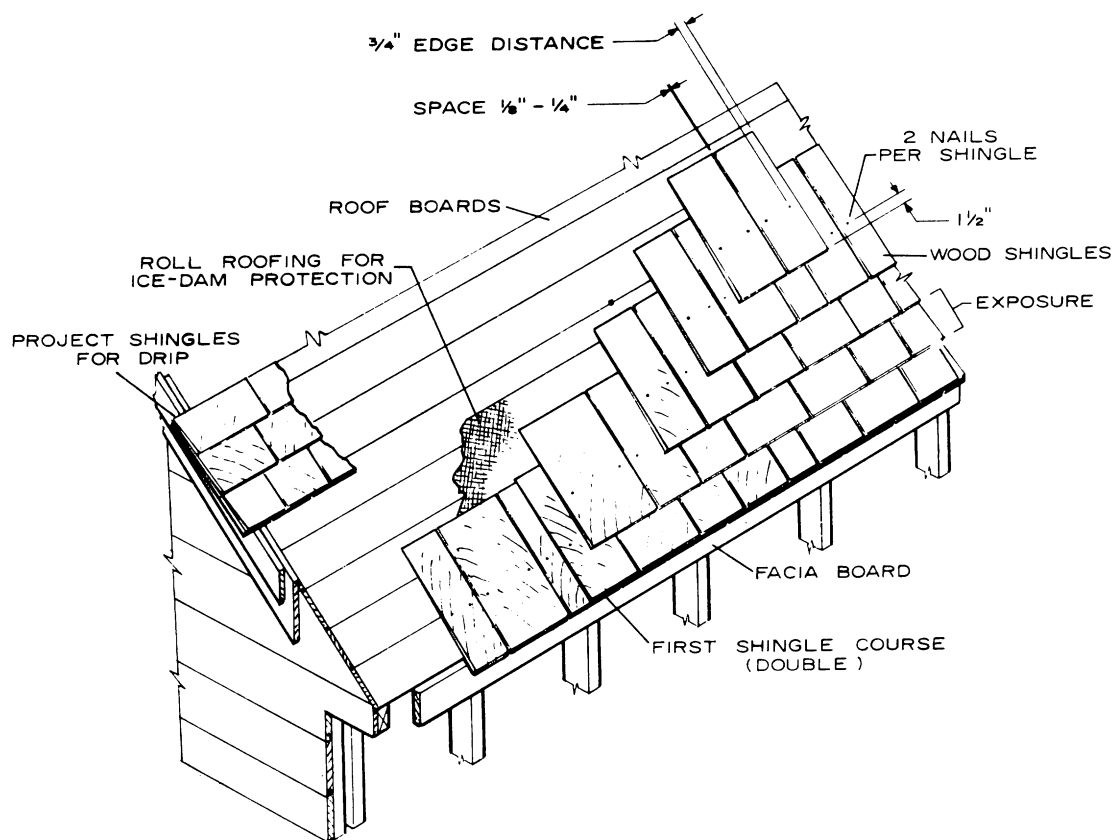 3/4" EDGE DISTANCE
SPACE 1/8" - 1/4"
2 NAILS
PER SHINGLE
ROOF BOARDS
1 1/2"
WOOD SHINGLES
ROLL ROOFING FOR
ICE-DAM PROTECTION
EXPOSURE
PROJECT SHINGLES
FOR DRIP
FACIA BOARD
FIRST SHINGLE COURSE
(DOUBLE)